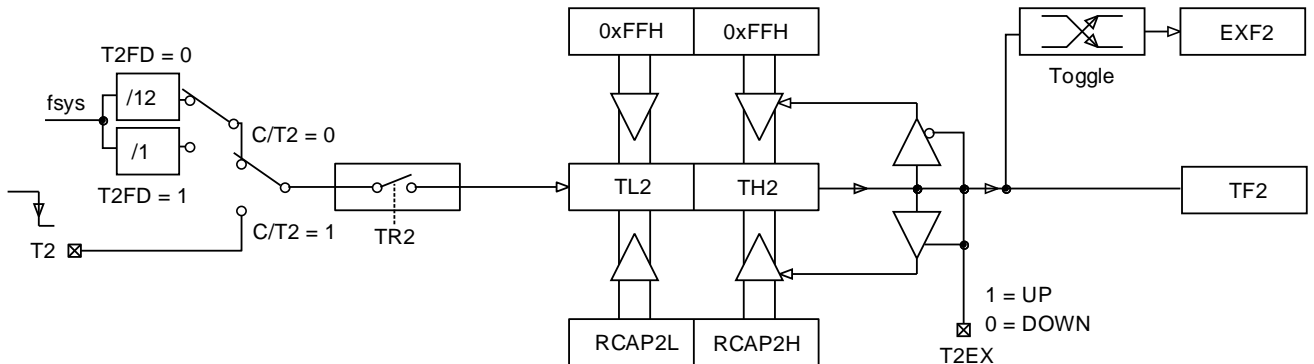 0xFFH 0xFFH
EXF2
Toggle
T2FD = 0
fsys
/12
C/T2 = 0
/1
T2FD = 1
TL2 TH2
TF2
TR2
C/T2 = 1
T2
RCAP2L RCAP2H
1 = UP
0 = DOWN
T2EX